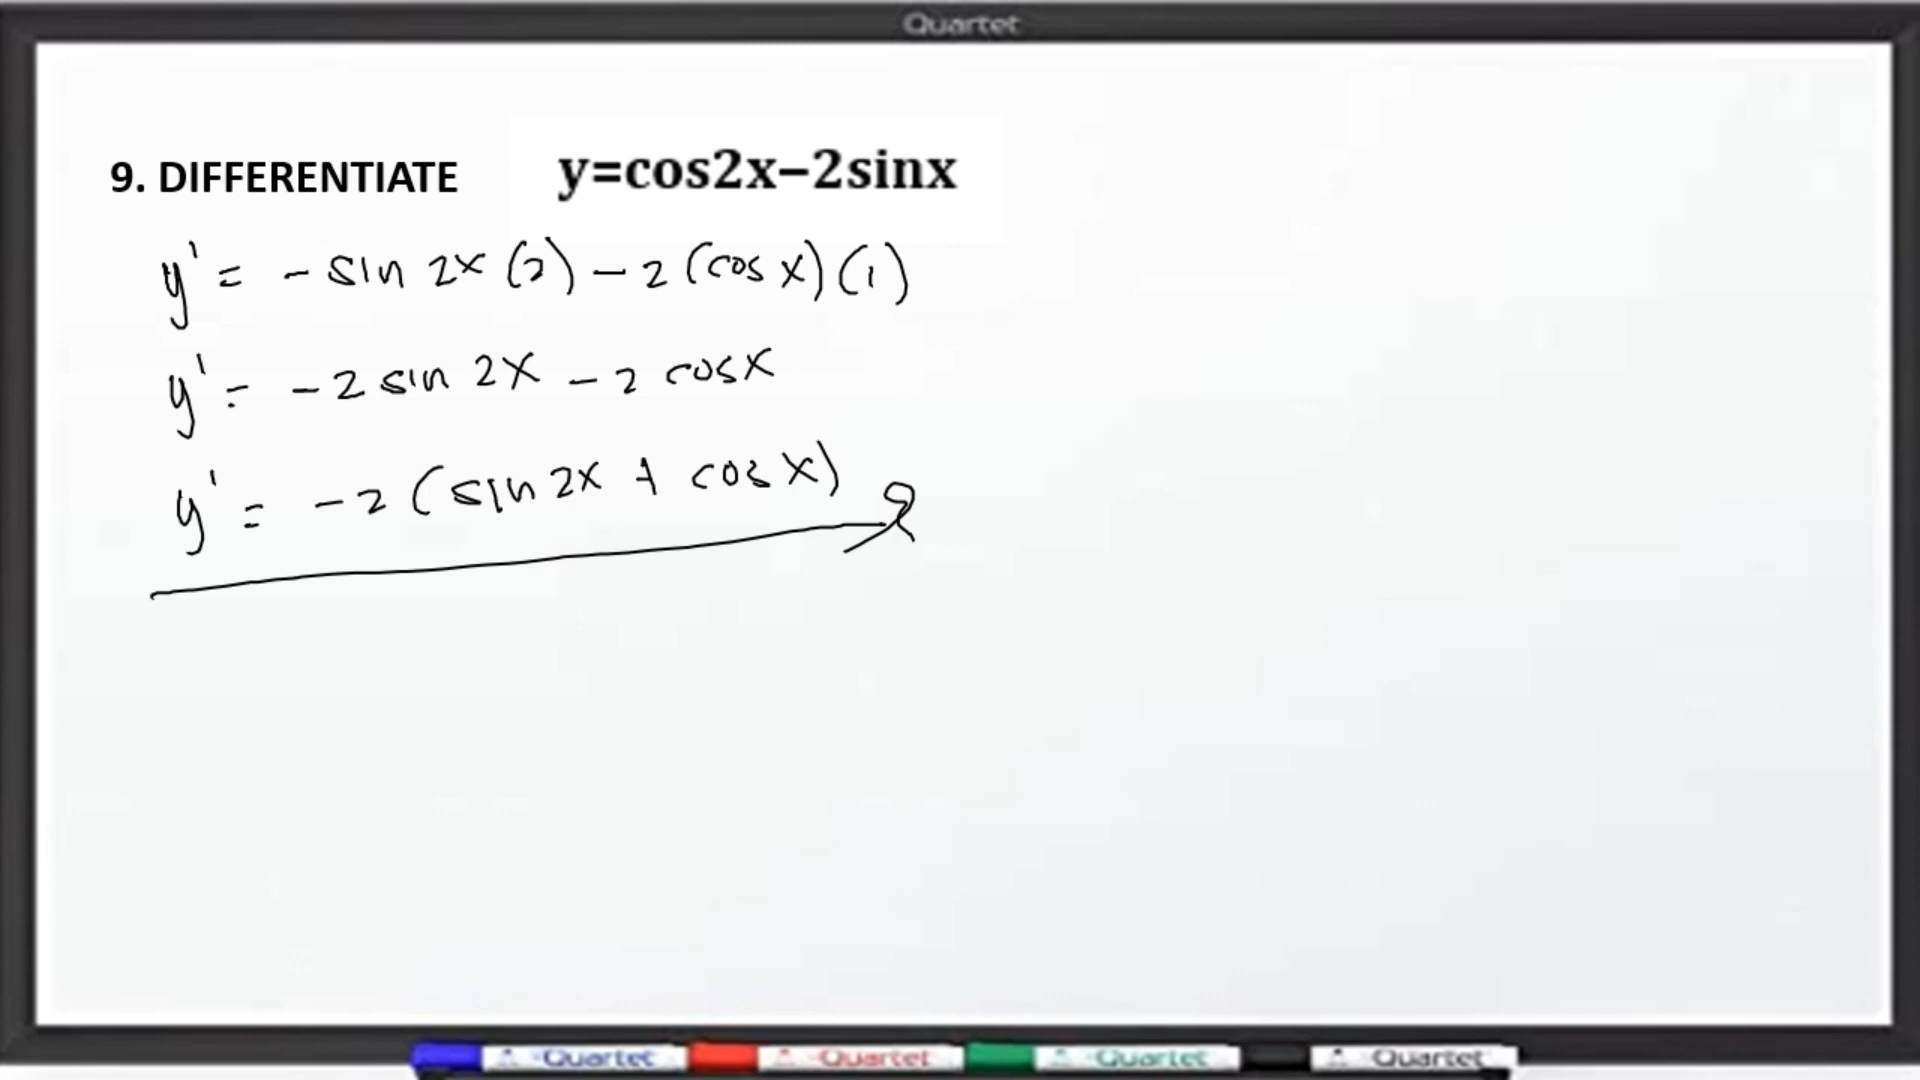 Quartet
9. DIFFERENTIATE y=cos2x−2sinx
y' = - sin 2x (2) - 2 (cos x) (1)
y' = - 2 sin 2x - 2 cosx
y' = - 2 (sin 2x + cos x)
Quartet Quartet Quartet Quartet